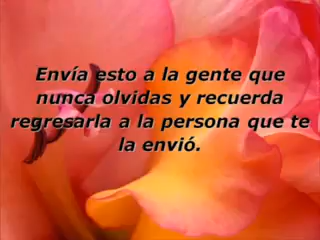 Envía esto a la gente que
nunca olvidas y recuerda
regresarla a la persona que te
la envió.